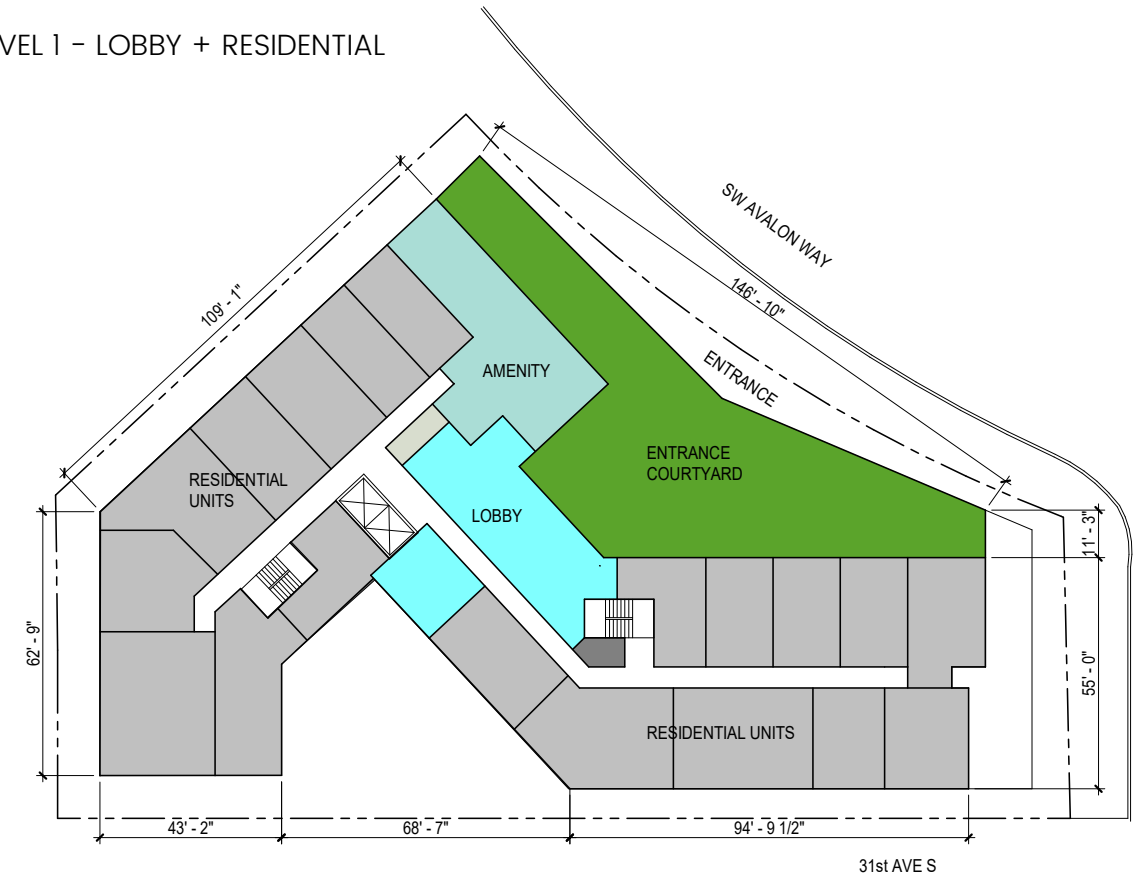 VEL 1 - LOBBY + RESIDENTIAL
SW AVALON WAY
109' - 1"
146' - 10"
ENTRANCE
AMENITY
ENTRANCE
COURTYARD
RESIDENTIAL
UNITS
LOBBY
11' - 3"
62' - 9"
55' - 0"
RESIDENTIAL UNITS
43' - 2"
68' - 7"
94' - 9 1/2"
31st AVE S